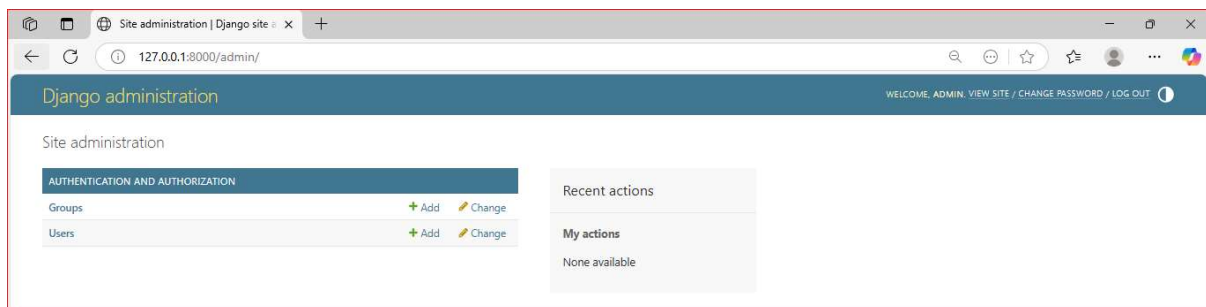 Site administration | Django site a
127.0.0.1:8000/admin/
Django administration
WELCOME, ADMIN. VIEW SITE / CHANGE PASSWORD / LOG OUT
Site administration
AUTHENTICATION AND AUTHORIZATION
Groups + Add Change
Users + Add Change
Recent actions
My actions
None available